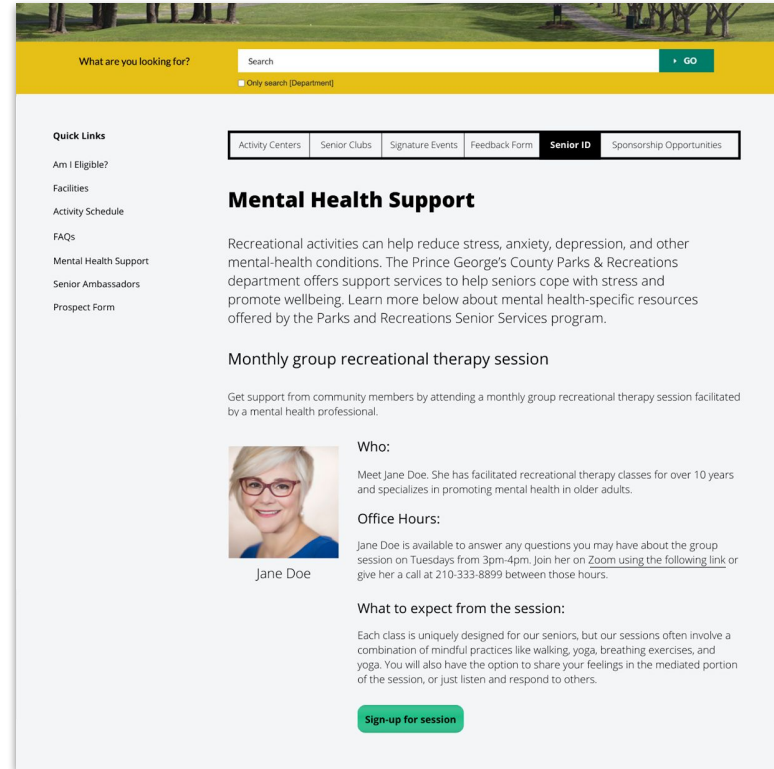 What are you looking for?
Search
GO
Only search [Department]
Quick Links
Am I Eligible?
Facilities
Activity Schedule
FAQs
Mental Health Support
Senior Ambassadors
Prospect Form
Activity Centers
Senior Clubs
Signature Events
Feedback Form
Senior ID
Sponsorship Opportunities
Mental Health Support
Recreational activities can help reduce stress, anxiety, depression, and other
mental-health conditions. The Prince George's County Parks & Recreations
department offers support services to help seniors cope with stress and
promote wellbeing. Learn more below about mental health-specific resources
offered by the Parks and Recreations Senior Services program.
Monthly group recreational therapy session
Get support from community members by attending a monthly group recreational therapy session facilitated
by a mental health professional.
Jane Doe
Who:
Meet Jane Doe. She has facilitated recreational therapy classes for over 10 years
and specializes in promoting mental health in older adults.
Office Hours:
Jane Doe is available to answer any questions you may have about the group
session on Tuesdays from 3pm-4pm. Join her on Zoom using the following link or
give her a call at 210-333-8899 between those hours.
What to expect from the session:
Each class is uniquely designed for our seniors, but our sessions often involve a
combination of mindful practices like walking, yoga, breathing exercises, and
yoga. You will also have the option to share your feelings in the mediated portion
of the session, or just listen and respond to others.
Sign-up for session